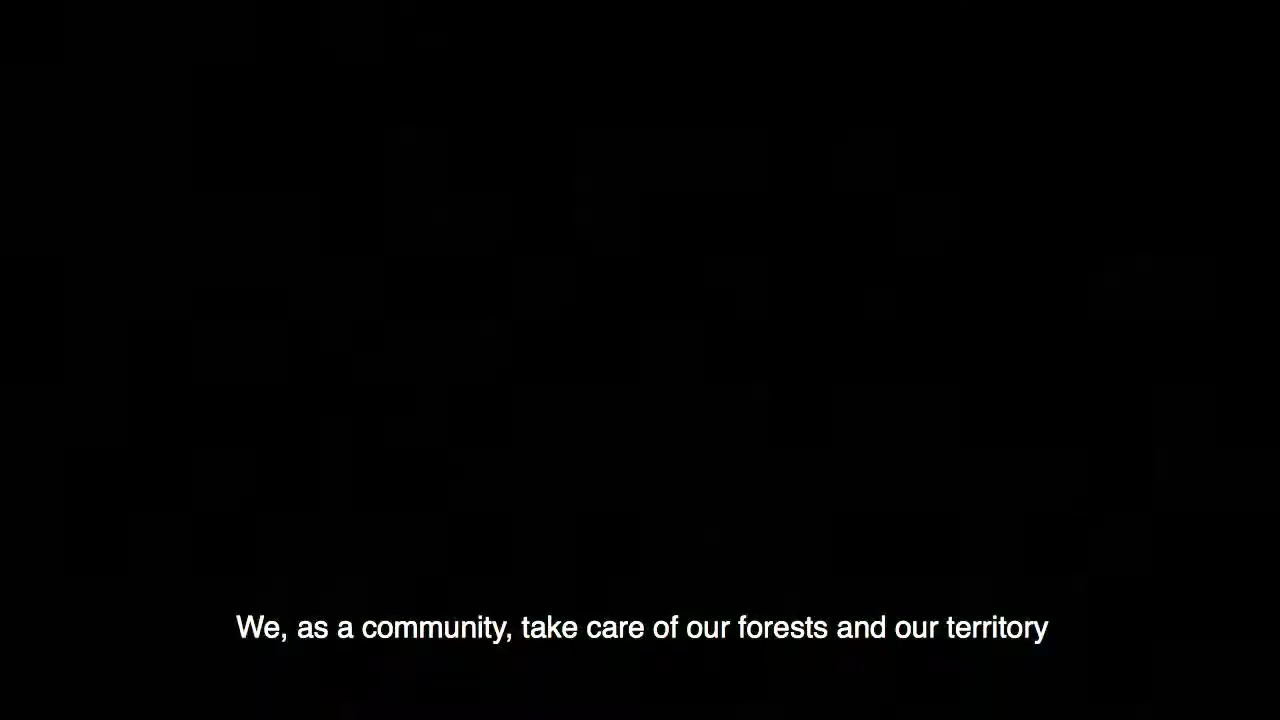 We, as a community, take care of our forests and our territory